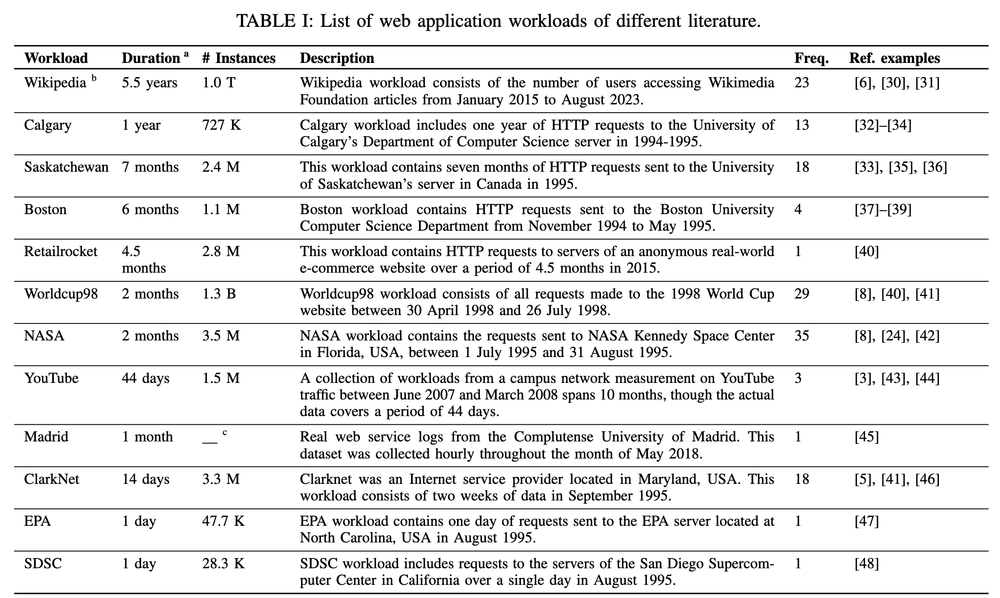 TABLE I: List of web application workloads of different literature.
Workload Duration a # Instances Description Freq. Ref. examples
Wikipedia b 5.5 years 1.0 T Wikipedia workload consists of the number of users accessing Wikimedia 23 [6], [30], [31]
Foundation articles from January 2015 to August 2023.
Calgary 1 year 727 K Calgary workload includes one year of HTTP requests to the University of 13 [32]–[34]
Calgary’s Department of Computer Science server in 1994-1995.
Saskatchewan 7 months 2.4 M This workload contains seven months of HTTP requests sent to the University 18 [33], [35], [36]
of Saskatchewan’s server in Canada in 1995.
Boston 6 months 1.1 M Boston workload contains HTTP requests sent to the Boston University 4 [37]–[39]
Computer Science Department from November 1994 to May 1995.
Retailrocket 4.5 2.8 M This workload contains HTTP requests to servers of an anonymous real-world 1 [40]
months e-commerce website over a period of 4.5 months in 2015.
Worldcup98 2 months 1.3 B Worldcup98 workload consists of all requests made to the 1998 World Cup 29 [8], [40], [41]
website between 30 April 1998 and 26 July 1998.
NASA 2 months 3.5 M NASA workload contains the requests sent to NASA Kennedy Space Center 35 [8], [24], [42]
in Florida, USA, between 1 July 1995 and 31 August 1995.
YouTube 44 days 1.5 M A collection of workloads from a campus network measurement on YouTube 3 [3], [43], [44]
traffic between June 2007 and March 2008 spans 10 months, though the actual
data covers a period of 44 days.
Madrid 1 month __ c Real web service logs from the Complutense University of Madrid. This 1 [45]
dataset was collected hourly throughout the month of May 2018.
ClarkNet 14 days 3.3 M Clarknet was an Internet service provider located in Maryland, USA. This 18 [5], [41], [46]
workload consists of two weeks of data in September 1995.
EPA 1 day 47.7 K EPA workload contains one day of requests sent to the EPA server located at 1 [47]
North Carolina, USA in August 1995.
SDSC 1 day 28.3 K SDSC workload includes requests to the servers of the San Diego Supercom- 1 [48]
puter Center in California over a single day in August 1995.